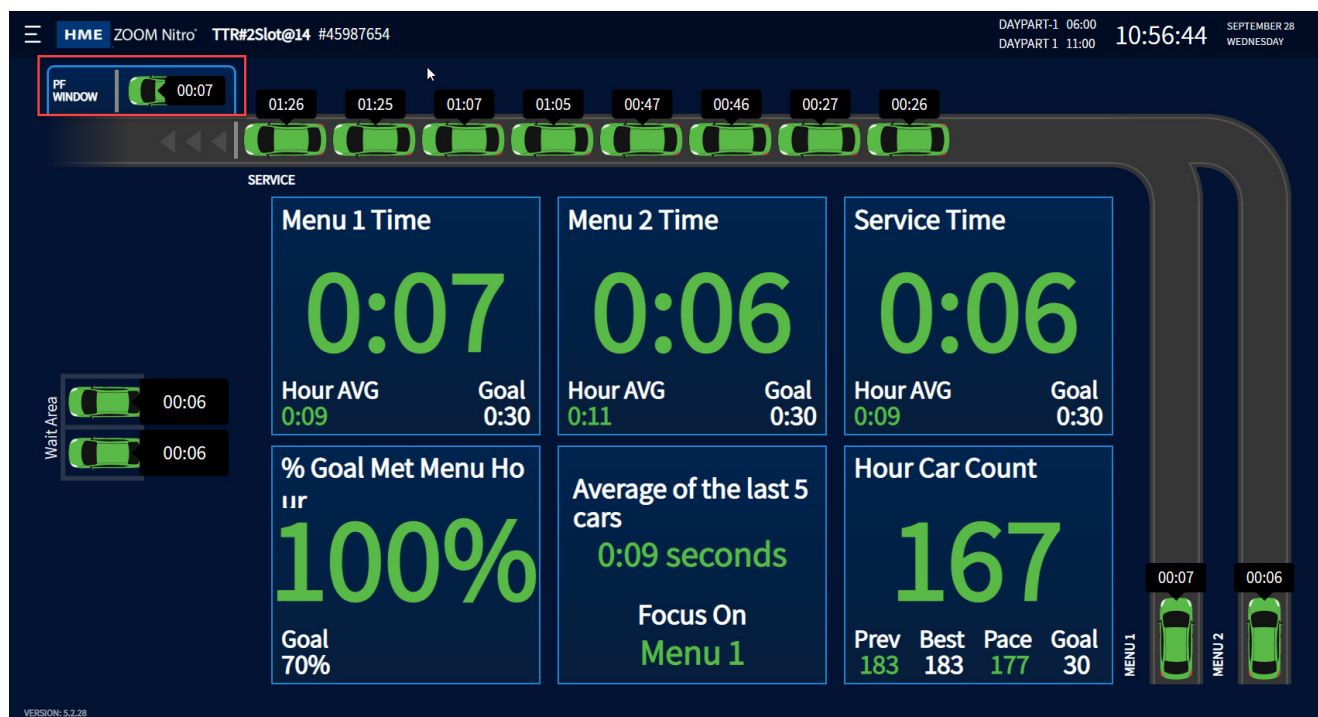 HME ZOOM Nitro® TTR#2Slot@14 #45987654
DAYPART-1 06:00
DAYPART 1 11:00
10:56:44
SEPTEMBER 28
WEDNESDAY
PF
WINDOW
00:07
01:26 01:25 01:07 01:05 00:47 00:46 00:27 00:26
SERVICE
Menu 1 Time
0:07
Hour AVG Goal
0:09 0:30
Menu 2 Time
0:06
Hour AVG Goal
0:11 0:30
Service Time
0:06
Hour AVG Goal
0:09 0:30
Wait Area
00:06
00:06
% Goal Met Menu Ho
ur
100%
Goal
70%
Average of the last 5
cars
0:09 seconds
Focus On
Menu 1
Hour Car Count
167
Prev Best Pace Goal
183 183 177 30
00:07
MENU 1
00:06
MENU 2
VERSION: 5.2.28